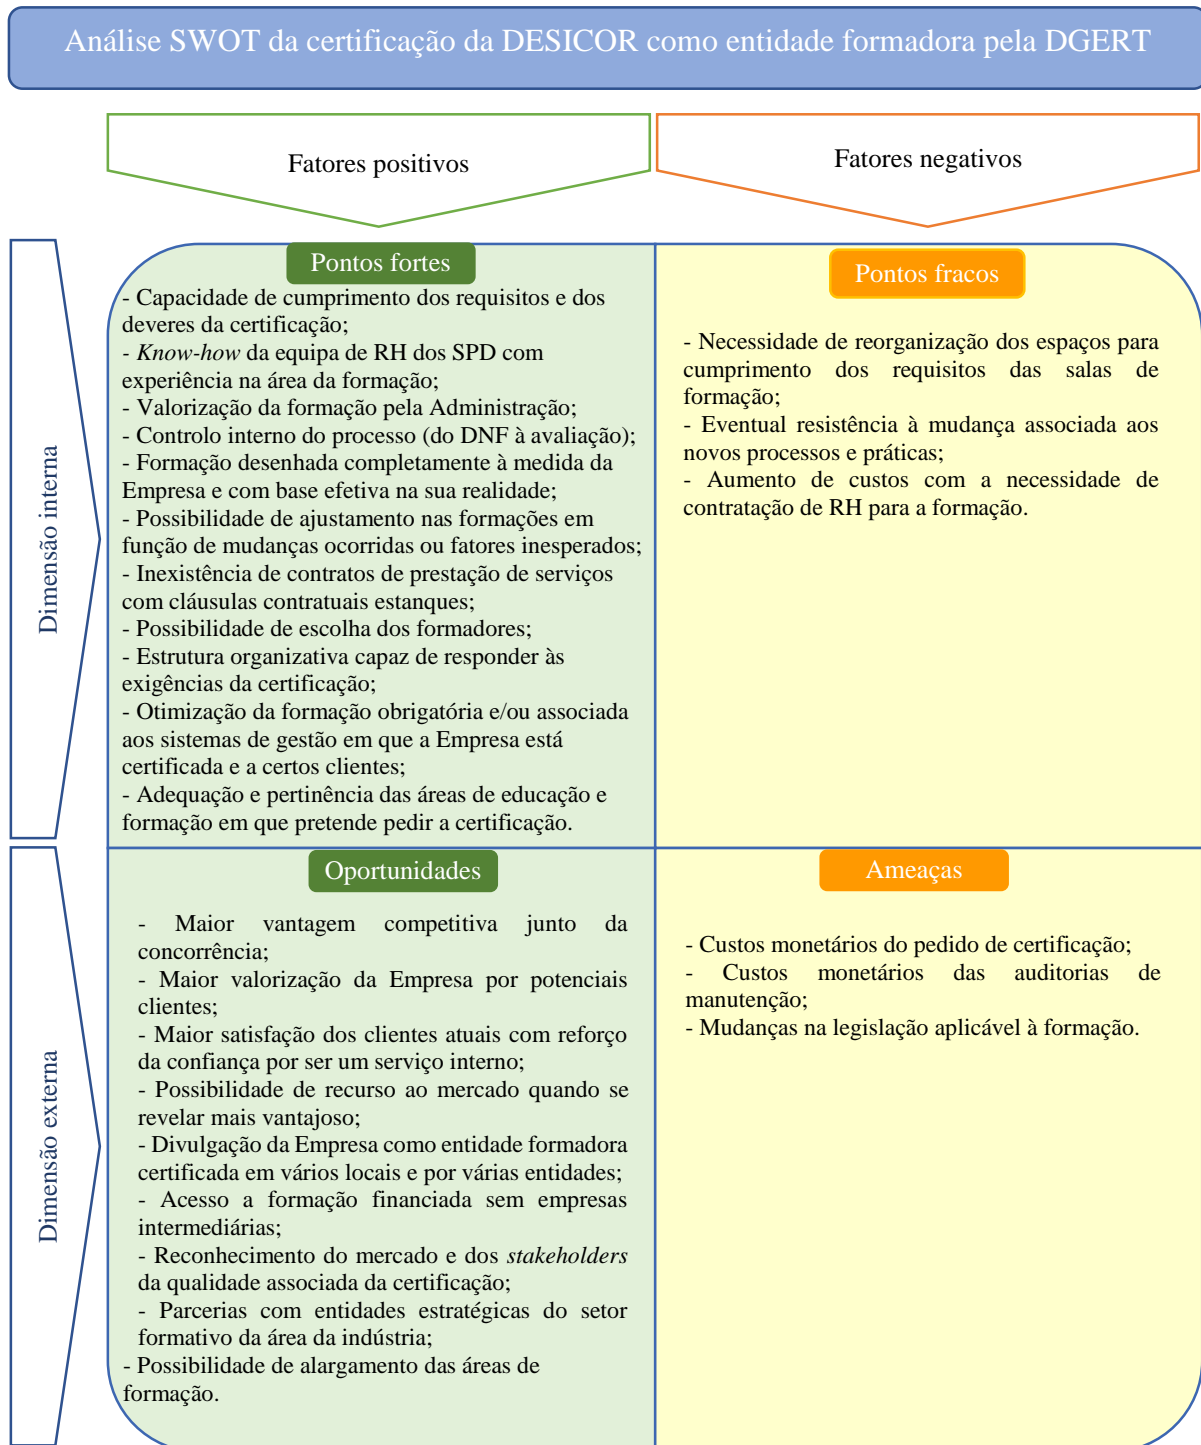 Análise SWOT da certificação da DESICOR como entidade formadora pela DGERT
Fatores positivos
Fatores negativos
Dimensão interna
Pontos fortes
- Capacidade de cumprimento dos requisitos e dos
deveres da certificação;
- Know-how da equipa de RH dos SPD com
experiência na área da formação;
- Valorização da formação pela Administração;
- Controlo interno do processo (do DNF à avaliação);
- Formação desenhada completamente à medida da
Empresa e com base efetiva na sua realidade;
- Possibilidade de ajustamento nas formações em
função de mudanças ocorridas ou fatores inesperados;
- Inexistência de contratos de prestação de serviços
com cláusulas contratuais estanques;
- Possibilidade de escolha dos formadores;
- Estrutura organizativa capaz de responder às
exigências da certificação;
- Otimização da formação obrigatória e/ou associada
aos sistemas de gestão em que a Empresa está
certificada e a certos clientes;
- Adequação e pertinência das áreas de educação e
formação em que pretende pedir a certificação.
Pontos fracos
- Necessidade de reorganização dos espaços para
cumprimento dos requisitos das salas de
formação;
- Eventual resistência à mudança associada aos
novos processos e práticas;
- Aumento de custos com a necessidade de
contratação de RH para a formação.
Dimensão externa
Oportunidades
- Maior vantagem competitiva junto da
concorrência;
- Maior valorização da Empresa por potenciais
clientes;
- Maior satisfação dos clientes atuais com reforço
da confiança por ser um serviço interno;
- Possibilidade de recurso ao mercado quando se
revelar mais vantajoso;
- Divulgação da Empresa como entidade formadora
certificada em vários locais e por várias entidades;
- Acesso a formação financiada sem empresas
intermediárias;
- Reconhecimento do mercado e dos stakeholders
da qualidade associada da certificação;
- Parcerias com entidades estratégicas do setor
formativo da área da indústria;
- Possibilidade de alargamento das áreas de
formação.
Ameaças
- Custos monetários do pedido de certificação;
- Custos monetários das auditorias de
manutenção;
- Mudanças na legislação aplicável à formação.